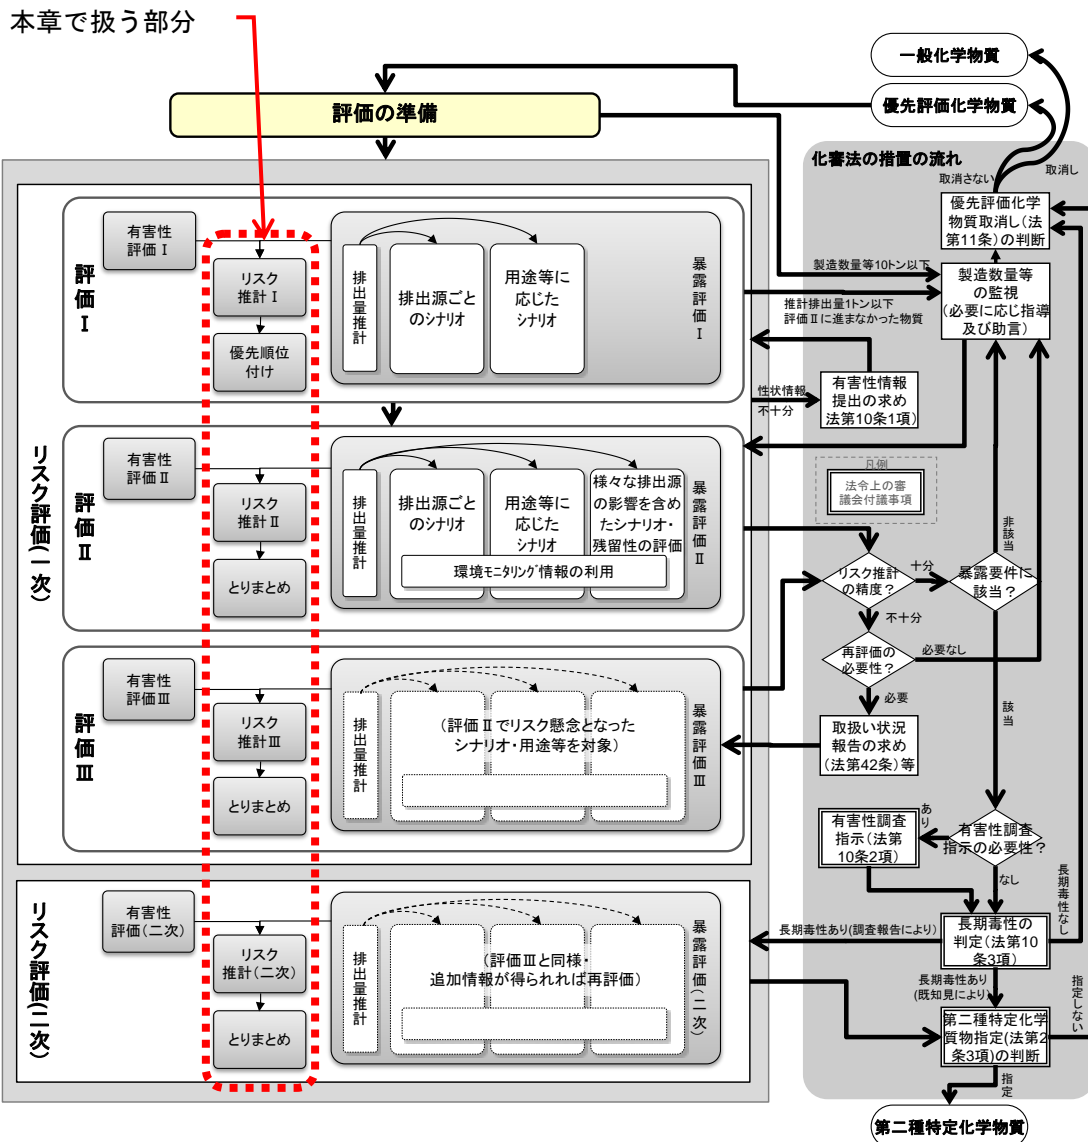 本章で扱う部分
一般化学物質
優先評価化学物質
評価の準備
化審法の措置の流れ
取消さない
取消し
優先評価化学
物質取消し(法
第11条)の判断
製造数量等10トン以下
製造数量等
の監視
(必要に応じ指導
及び助言)
推計排出量1トン以下
評価Ⅱに進まなかった物質
リスク評価(一次)
評価Ⅰ
有害性
評価Ⅰ
リスク
推計Ⅰ
優先順位
付け
排出量推計
排出源ごと
のシナリオ
用途等に
応じた
シナリオ
暴露評価Ⅰ
性状情報
不十分
有害性情報
提出の求め
法第10条1項)
凡例
法令上の審
議会付議事項
評価Ⅱ
有害性
評価Ⅱ
リスク
推計Ⅱ
とりまとめ
排出量推計
排出源ごと
のシナリオ
用途等に
応じた
シナリオ
様々な排出源
の影響を含め
たシナリオ・
残留性の評価
環境モニタリング情報の利用
暴露評価Ⅱ
リスク推計
の精度?
十分
暴露要件に
該当?
非該当
不十分
再評価の
必要性?
必要なし
必要
該当
取扱い状況
報告の求め
(法第42条)等
評価Ⅲ
有害性
評価Ⅲ
リスク
推計Ⅲ
とりまとめ
排出量推計
(評価Ⅱでリスク懸念となった
シナリオ・用途等を対象)
暴露評価Ⅲ
有害性調査
指示(法第
10条2項)
あり
有害性調査
指示の必要性?
なし
長期毒性なし
リスク評価(二次)
有害性
評価(二次)
リスク
推計(二次)
とりまとめ
排出量推計
(評価Ⅲと同様・
追加情報が得られれば再評価)
暴露評価(二次)
長期毒性あり(調査報告により)
長期毒性の
判定(法第10
条3項)
長期毒性あり
(既知見により)
指定しない
第二種特定化学
質物指定(法第2
条3項)の判断
指定
第二種特定化学物質